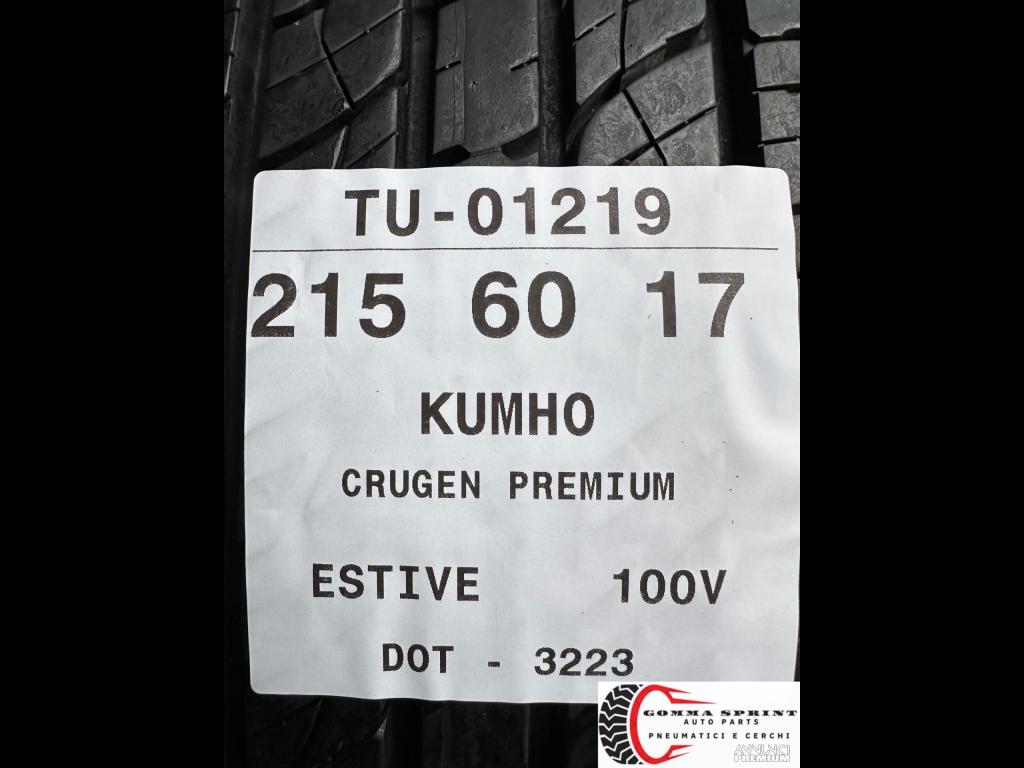 TU-01219
215 60 17
KUMHO
CRUGEN PREMIUM
ESTIVE 100V
DOT - 3223
GOMMA SPRINT
AUTO PARTS
PNEUMATICI E CERCHI
ANNUNCI
PREMIUM